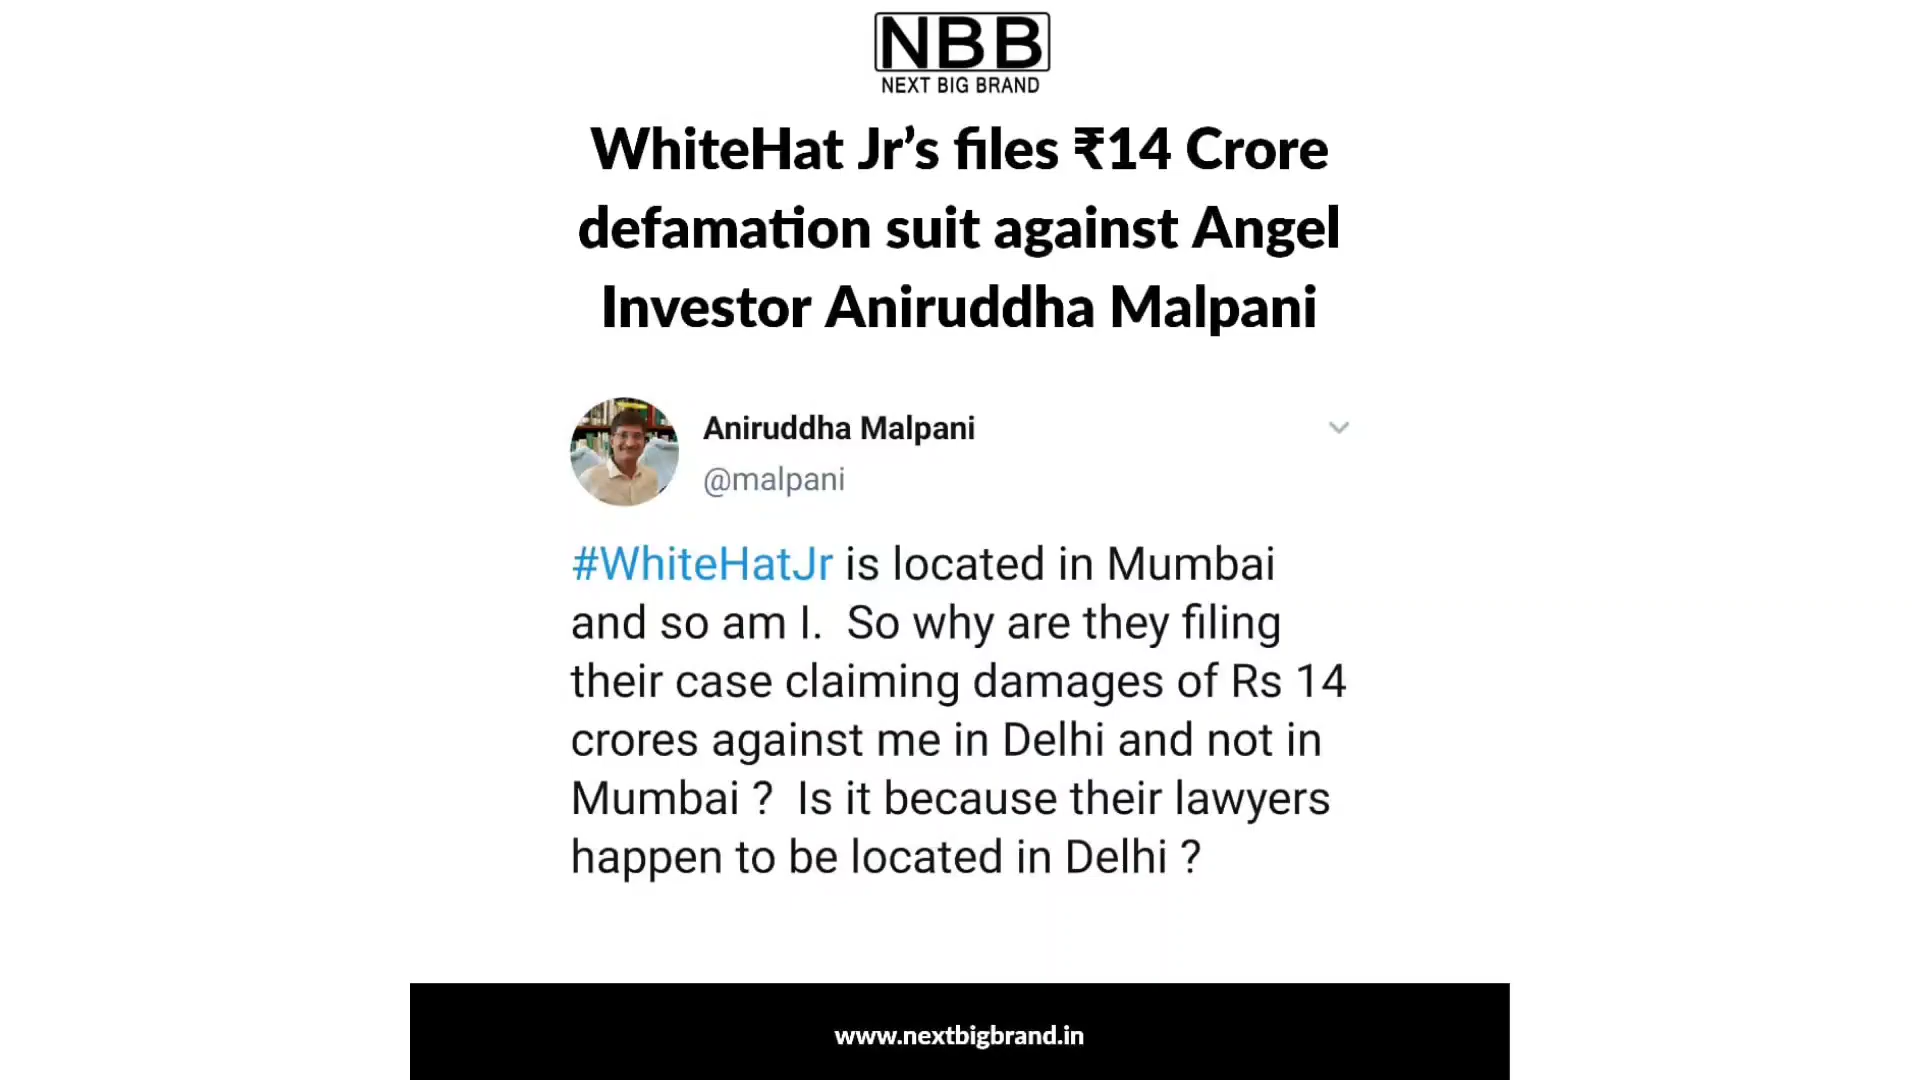 NBB
NEXT BIG BRAND
WhiteHat Jr’s files ₹14 Crore
defamation suit against Angel
Investor Aniruddha Malpani
Aniruddha Malpani
@malpani
#WhiteHatJr is located in Mumbai
and so am I.  So why are they filing
their case claiming damages of Rs 14
crores against me in Delhi and not in
Mumbai ?  Is it because their lawyers
happen to be located in Delhi ?
www.nextbigbrand.in